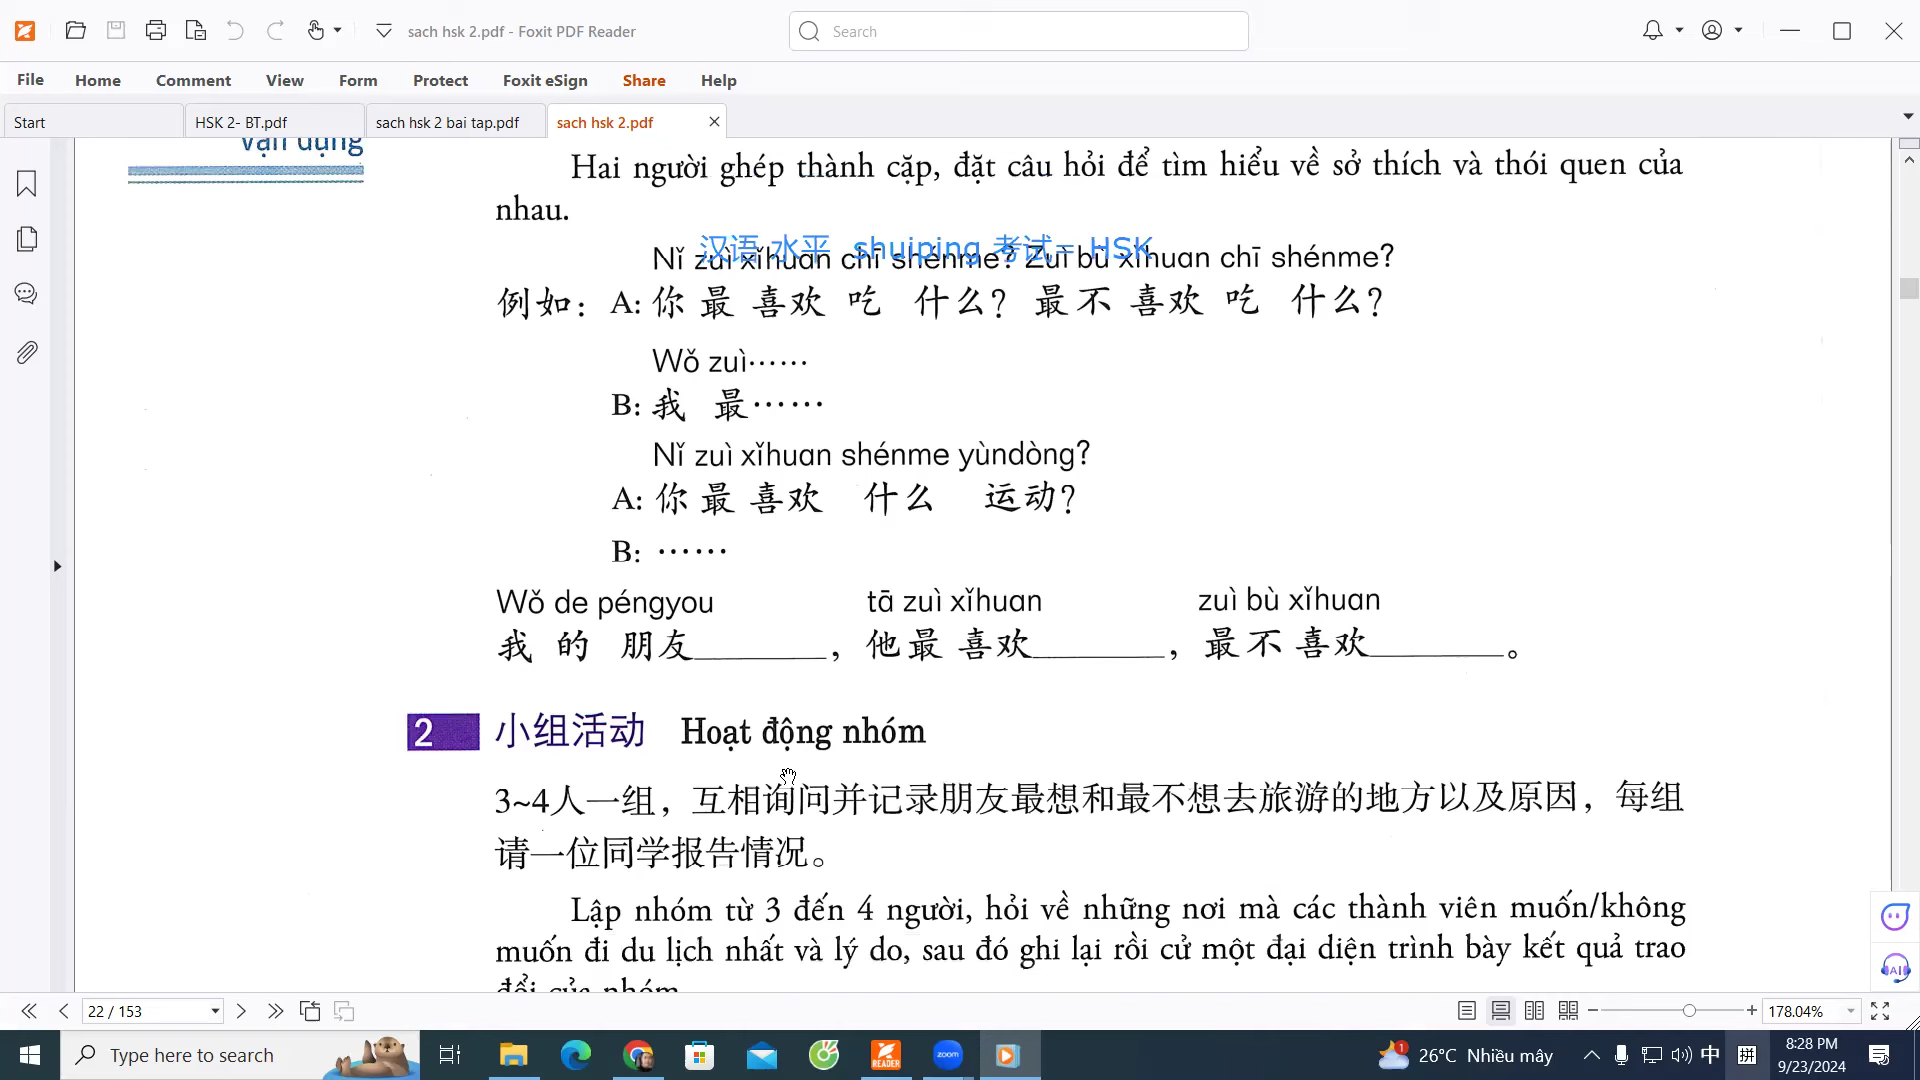 sach hsk 2.pdf - Foxit PDF Reader
Search
File Home Comment View Form Protect Foxit eSign Share Help
Start HSK 2- BT.pdf sach hsk 2 bai tap.pdf sach hsk 2.pdf
vận dụng
Hai người ghép thành cặp, đặt câu hỏi để tìm hiểu về sở thích và thói quen của
nhau.
汉语 水平 shuiping 考试= HSK
Nǐ zuì xǐhuan chī shénme? Zuì bù xǐhuan chī shénme?
例如：A: 你 最 喜欢 吃 什么？最 不 喜欢 吃 什么？
Wǒ zuì……
B: 我 最……
Nǐ zuì xǐhuan shénme yùndòng?
A: 你 最 喜欢 什么 运动？
B: ……
Wǒ de péngyou tā zuì xǐhuan zuì bù xǐhuan
我 的 朋友________，他 最 喜欢________，最 不 喜欢________。
2 小组活动 Hoạt động nhóm
3~4人一组，互相询问并记录朋友最想和最不想去旅游的地方以及原因，每组
请一位同学报告情况。
Lập nhóm từ 3 đến 4 người, hỏi về những nơi mà các thành viên muốn/không
muốn đi du lịch nhất và lý do, sau đó ghi lại rồi cử một đại diện trình bày kết quả trao
đổi của nhóm
22 / 153
178.04%
Type here to search
READER
zoom
1
26°C Nhiều mây
中
拼
8:28 PM
9/23/2024
AI